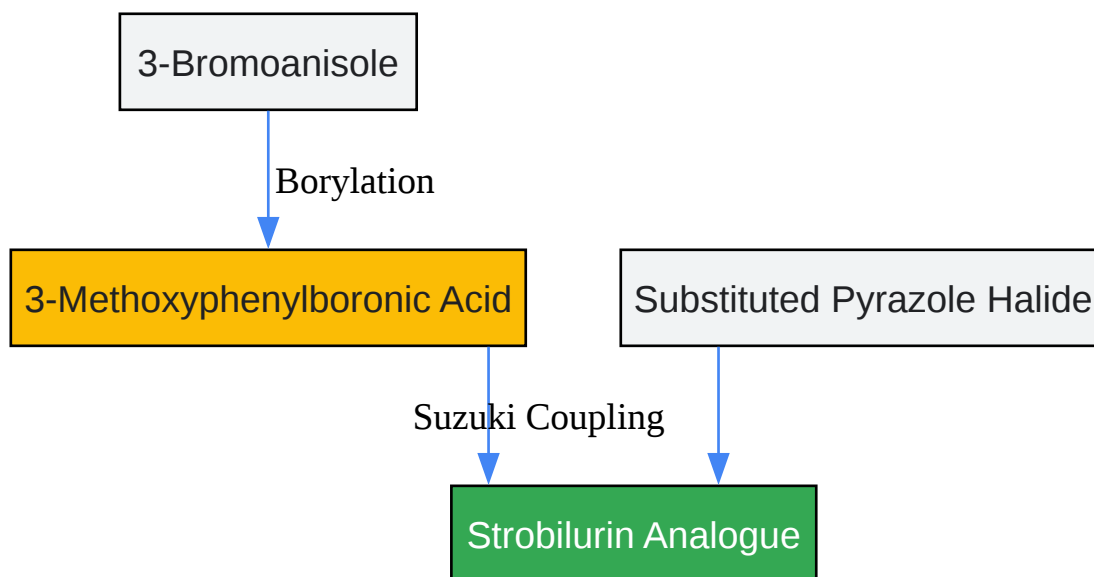 3-Bromoanisole
Borylation
3-Methoxyphenylboronic Acid
Substituted Pyrazole Halide
Suzuki Coupling
Strobilurin Analogue